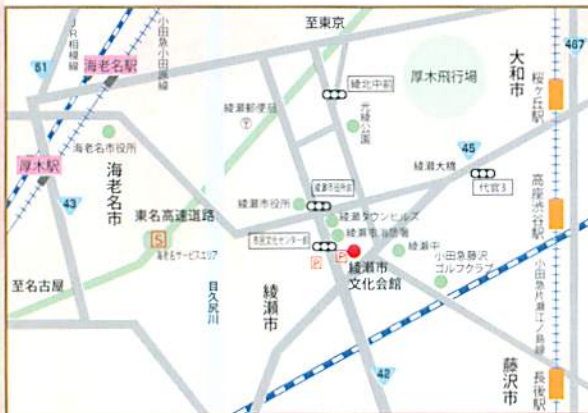 至東京
JR相模線
小田急小田原線
51
海老名駅
467
大和市
桜ヶ丘駅
厚木飛行場
綾北中前
光綾公園
綾瀬郵便局
〒
海老名市役所
厚木駅
海老名市
43
45
綾瀬大橋
代官3
綾瀬市役所
綾瀬市役所前
綾瀬タウンヒルズ
綾瀬市消防署
市民文化センター前
P
P
綾瀬中
綾瀬市
文化会館
小田急藤沢
ゴルフクラブ
高座渋谷駅
小田急片瀬江ノ島線
東名高速道路
S
海老名サービスエリア
至名古屋
目久尻川
綾瀬市
42
藤沢市
長後駅